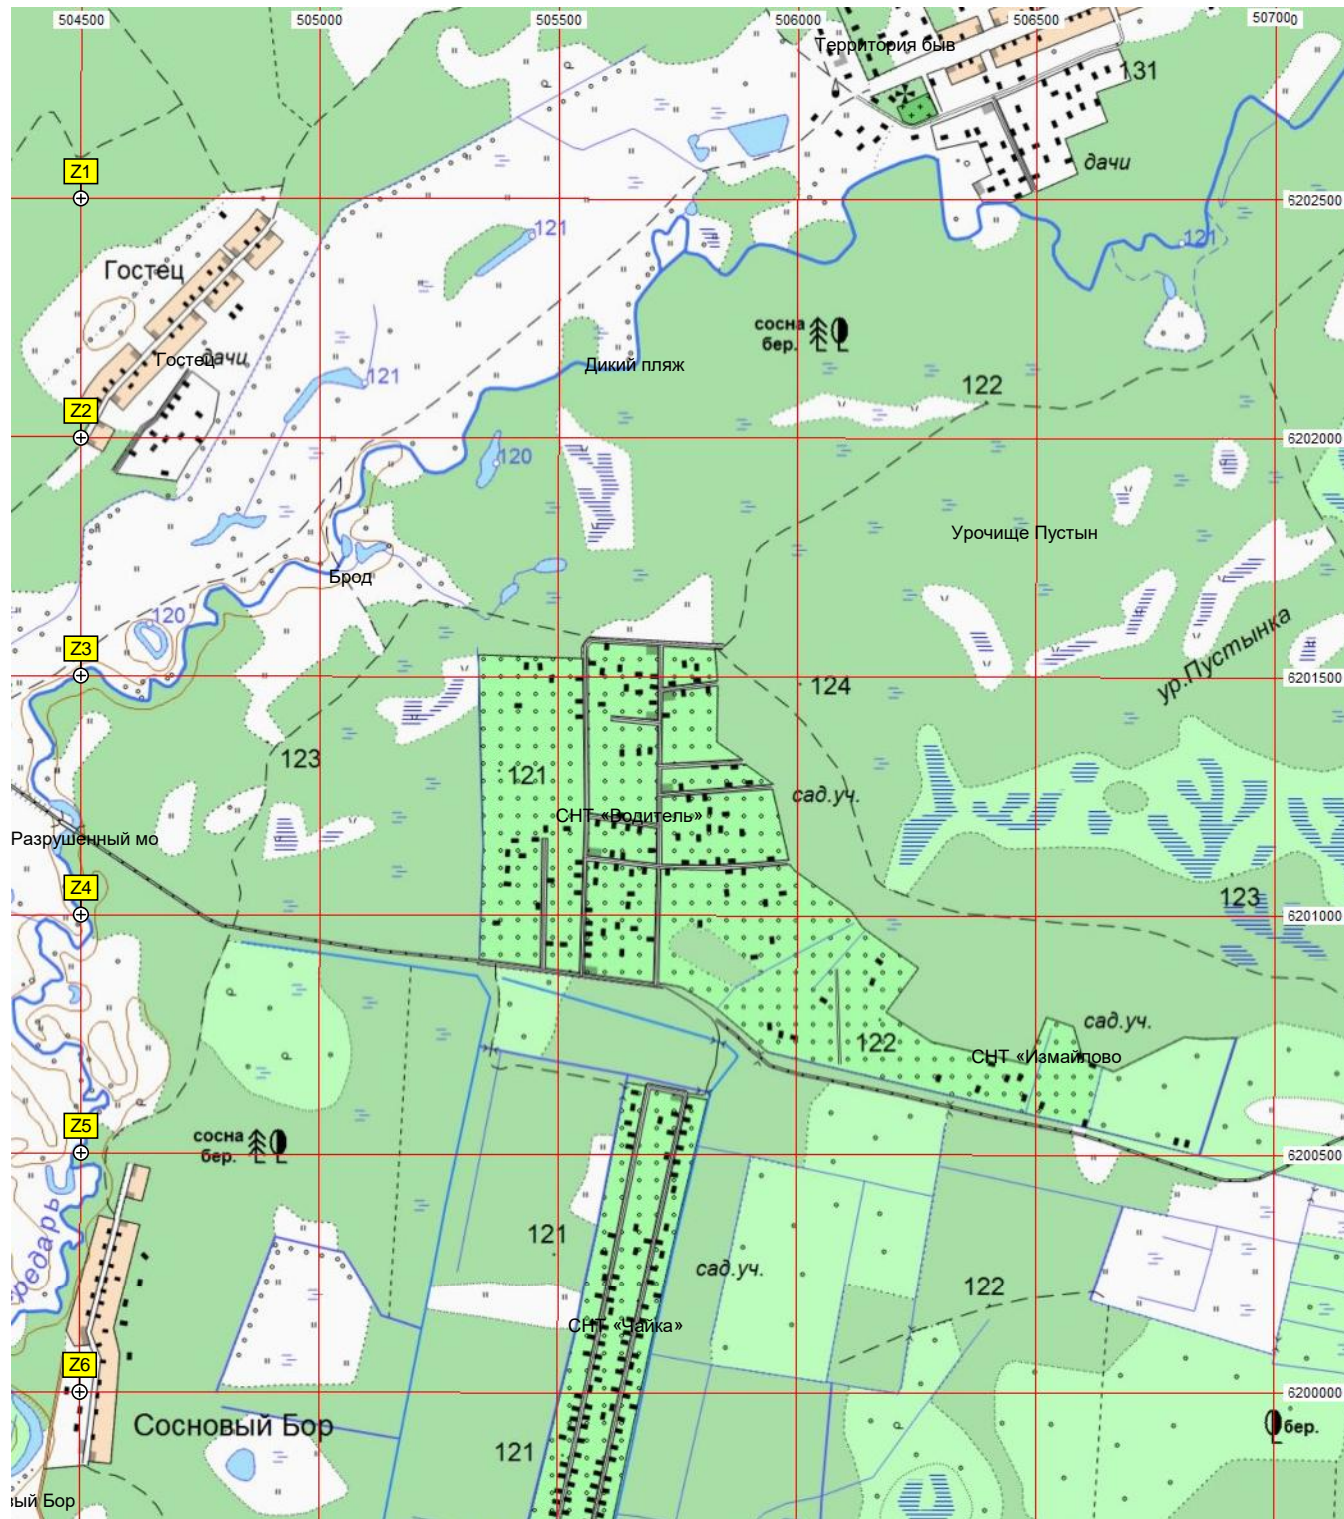 504500 505000 505500 506000 506500 507000
Территория быв
131
дачи
Z1
6202500
121
121
Гостец
сосна
бер.
Гостец
дачи
Дикий пляж
121
122
Z2
6202000
120
Урочище Пустын
Брод
120
ур.Пустынка
Z3
6201500
124
123
121
сад.уч.
СНТ «Водитель»
Разрушенный мо
Z4
123
6201000
сад.уч.
122
СНТ «Измайлово
Z5
сосна
бер.
6200500
редарь
121
сад.уч.
122
СНТ «Чайка»
Z6
6200000
Сосновый Бор
бер.
121
вый Бор